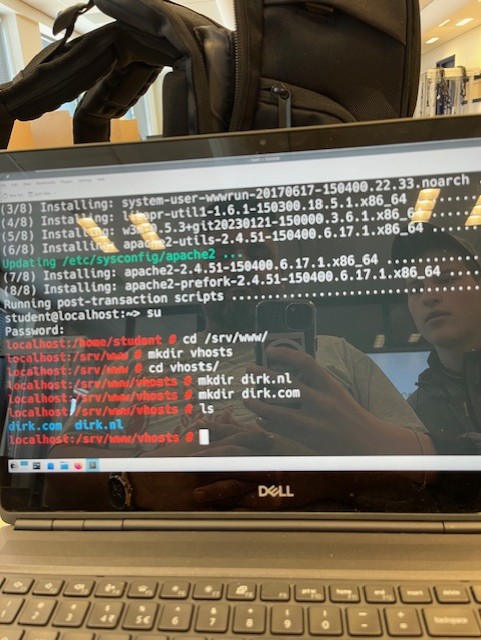 (3/8) Installing: system-user-wwwrun-20170617-150400.22.33.noarch
(4/8) Installing: libapr-util1-1.6.1-150300.18.5.1.x86_64 ........
(5/8) Installing: w3m-0.5.3+git20230121-150000.3.6.1.x86_64 ......
(6/8) Installing: apache2-utils-2.4.51-150400.6.17.1.x86_64 ......
Updating /etc/sysconfig/apache2 ...
(7/8) Installing: apache2-2.4.51-150400.6.17.1.x86_64 ............
(8/8) Installing: apache2-prefork-2.4.51-150400.6.17.1.x86_64 ....
Running post-transaction scripts ..............................
student@localhost:~> su
Password:
localhost:/home/student # cd /srv/www/
localhost:/srv/www # mkdir vhosts
localhost:/srv/www # cd vhosts/
localhost:/srv/www/vhosts # mkdir dirk.nl
localhost:/srv/www/vhosts # mkdir dirk.com
localhost:/srv/www/vhosts # ls
dirk.com dirk.nl
localhost:/srv/www/vhosts #
DELL
home end insert delete
backspace